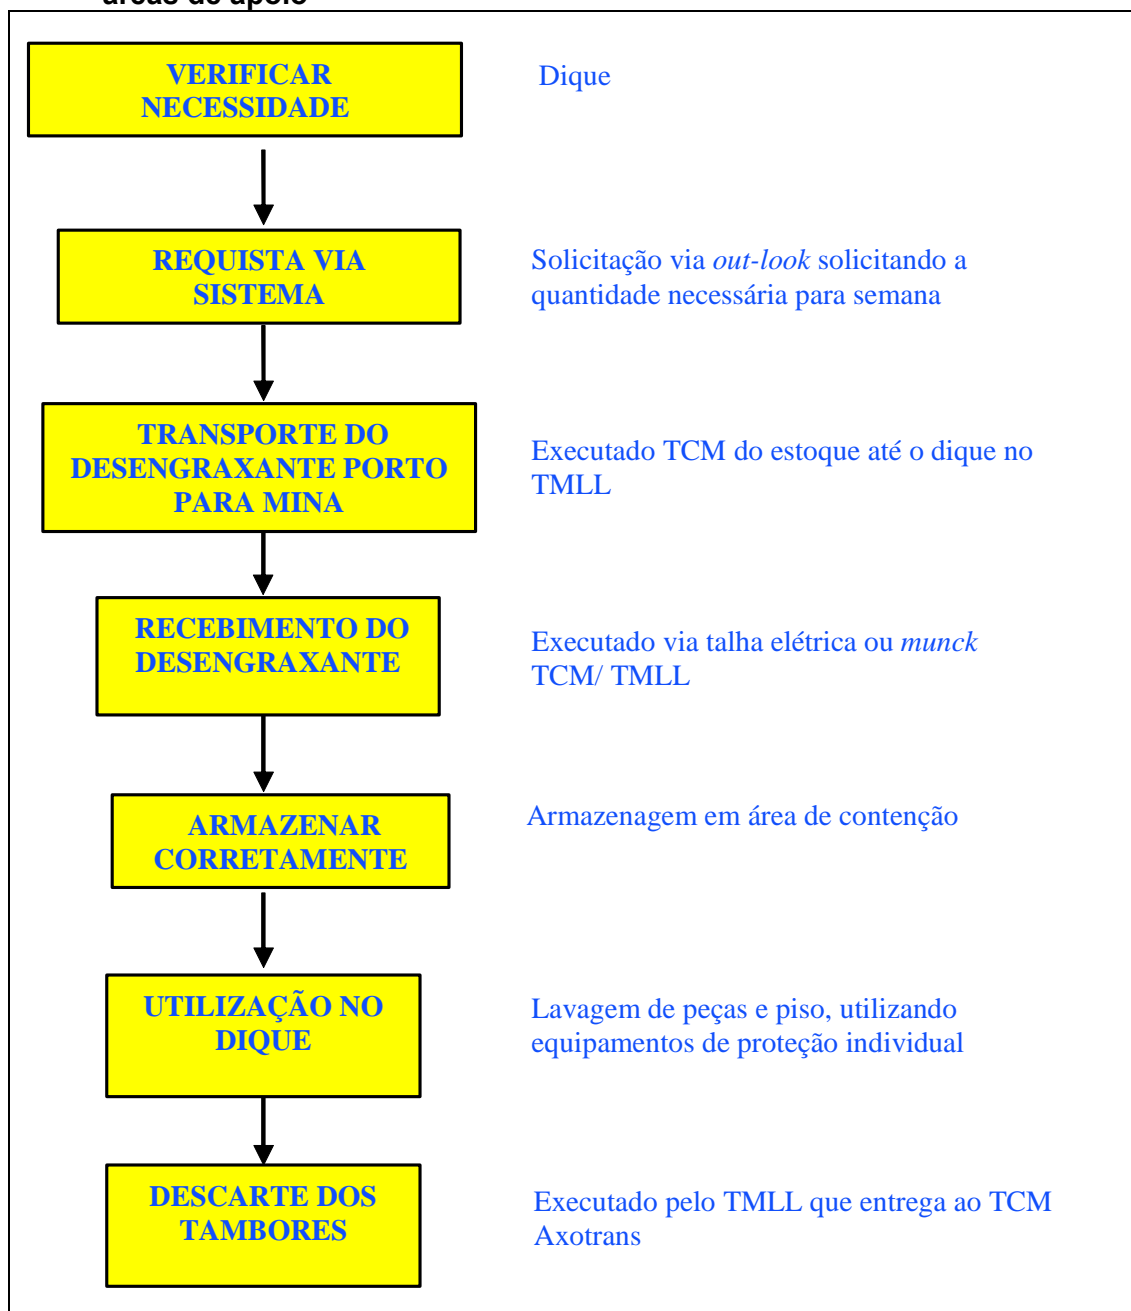 áreas de apoio
VERIFICAR
NECESSIDADE
Dique
REQUISTA VIA
SISTEMA
Solicitação via out-look solicitando a
quantidade necessária para semana
TRANSPORTE DO
DESENGRAXANTE PORTO
PARA MINA
Executado TCM do estoque até o dique no
TMLL
RECEBIMENTO DO
DESENGRAXANTE
Executado via talha elétrica ou munck
TCM/ TMLL
ARMAZENAR
CORRETAMENTE
Armazenagem em área de contenção
UTILIZAÇÃO NO
DIQUE
Lavagem de peças e piso, utilizando
equipamentos de proteção individual
DESCARTE DOS
TAMBORES
Executado pelo TMLL que entrega ao TCM
Axotrans